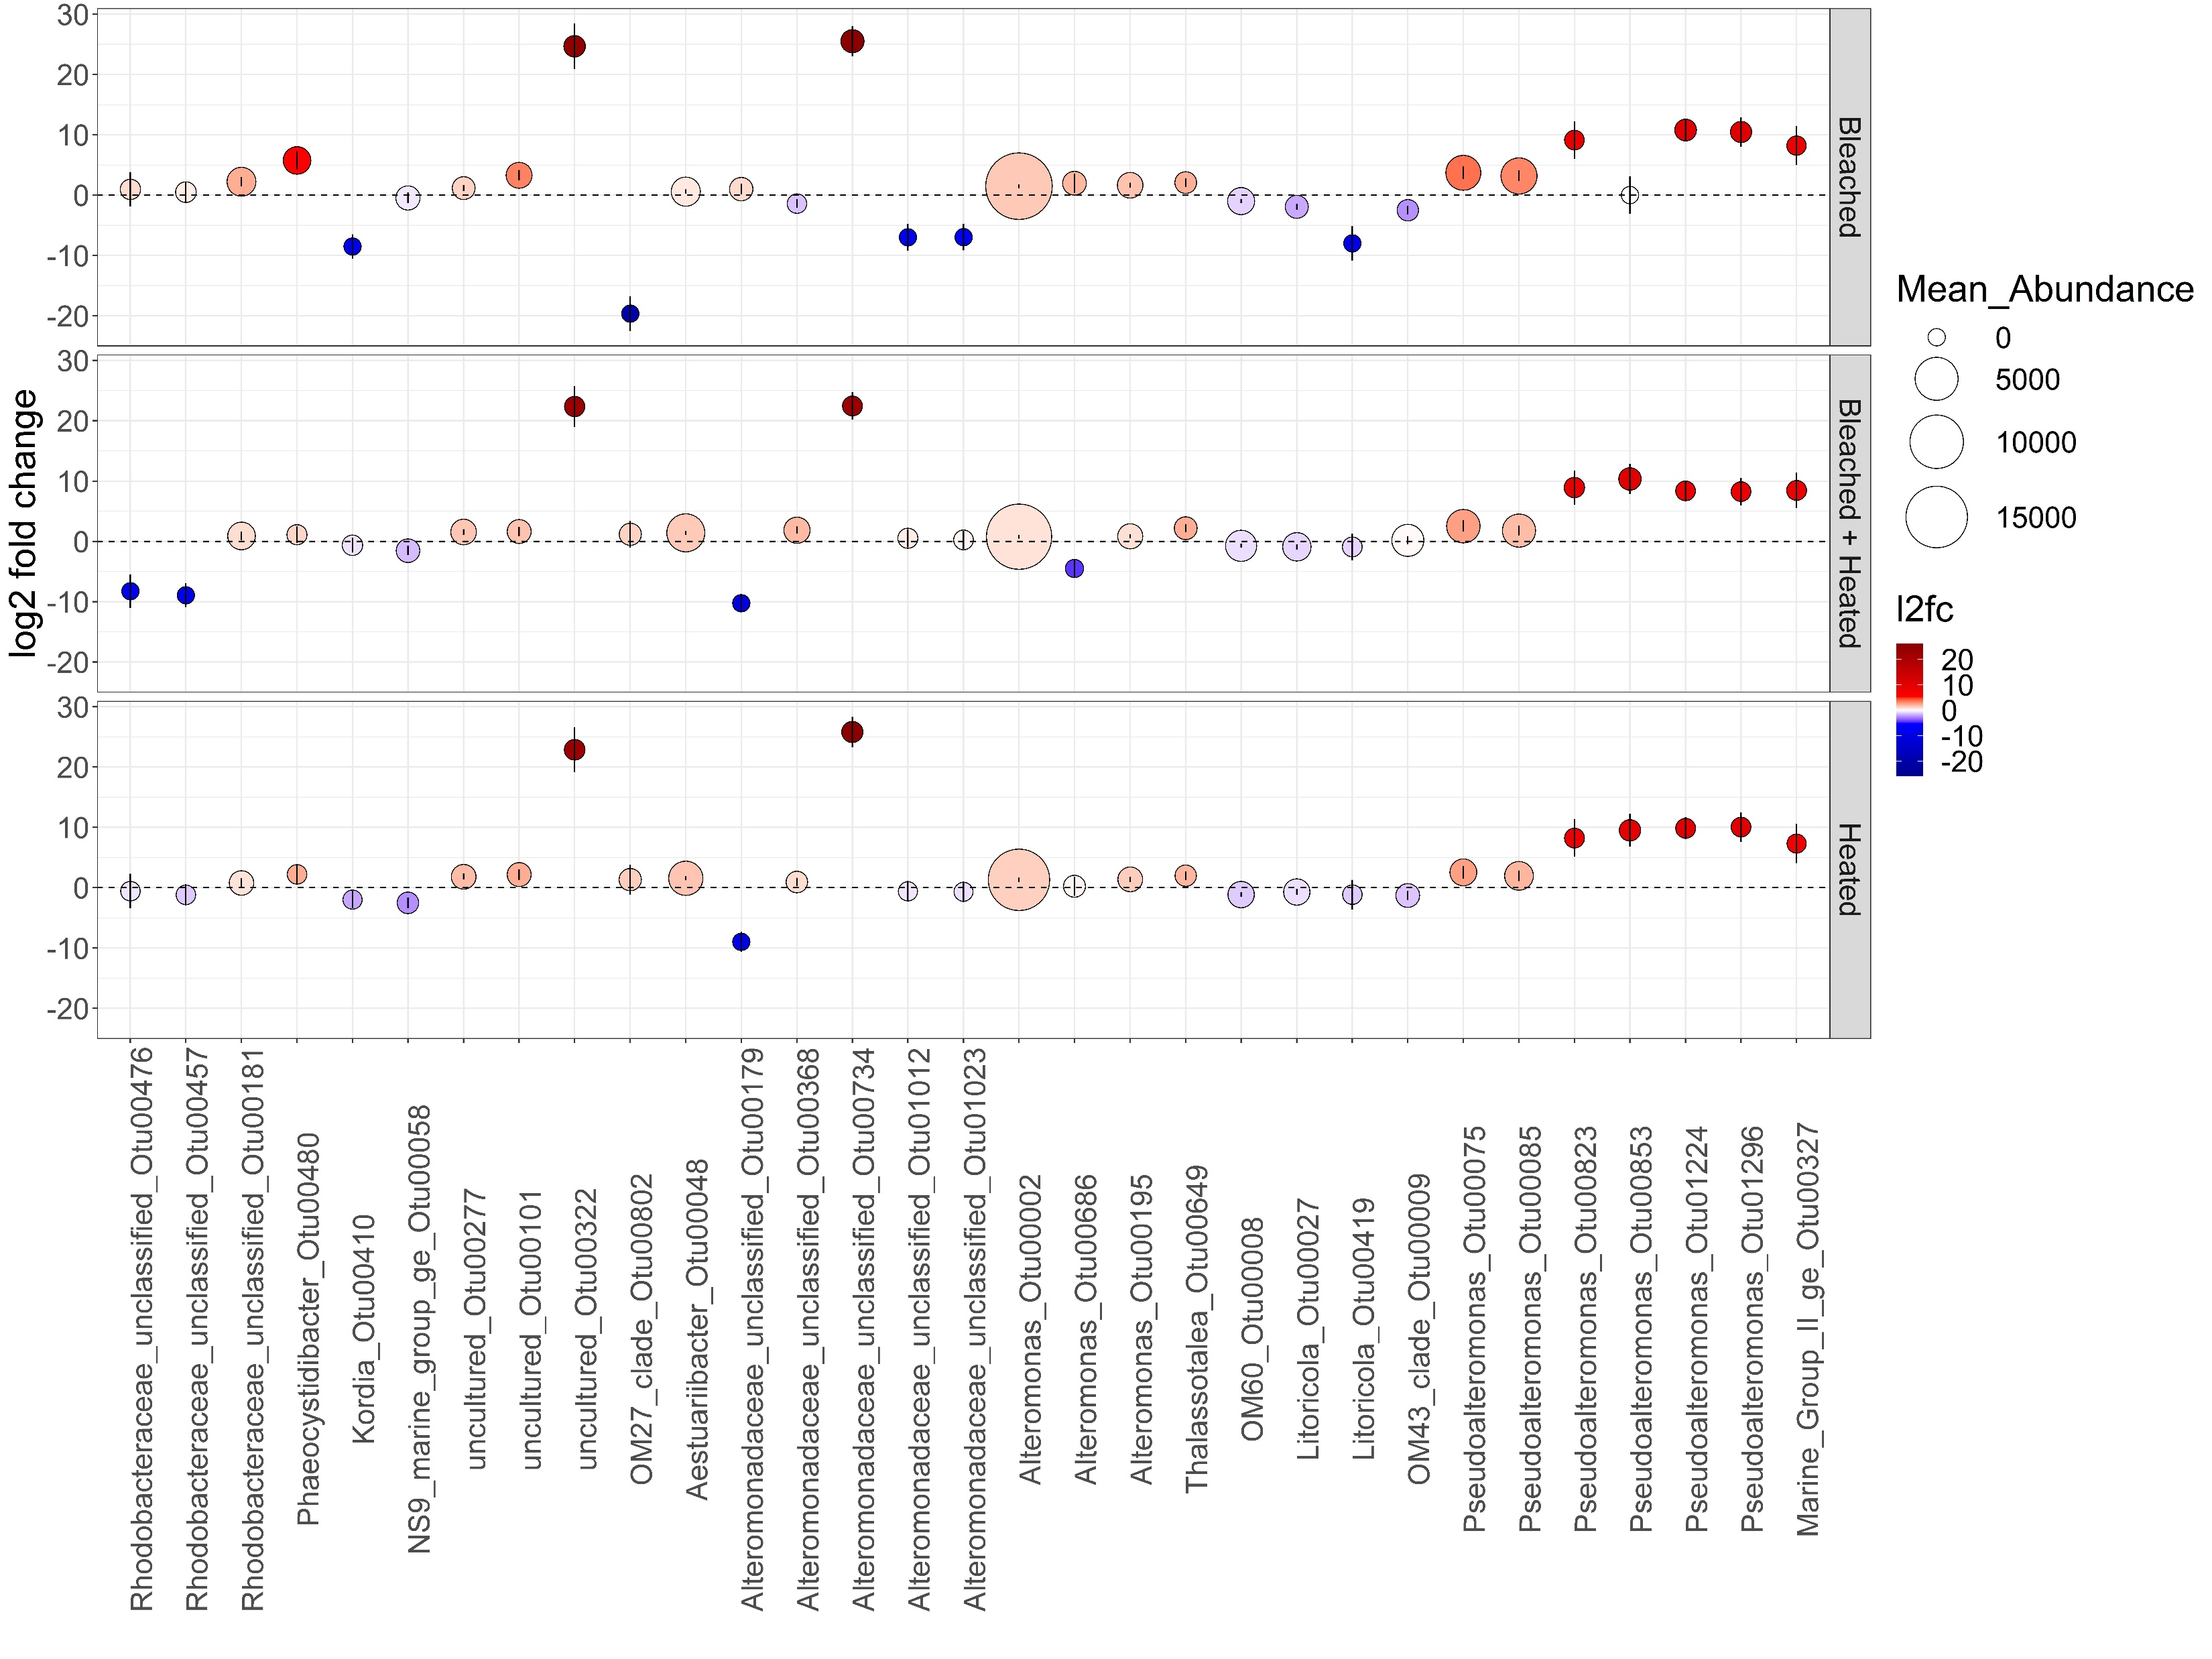 log2 fold change
30
20
10
0
-10
-20
Bleached
30
20
10
0
-10
-20
Bleached + Heated
30
20
10
0
-10
-20
Heated
Rhodobacteraceae_unclassified_Otu00476
Rhodobacteraceae_unclassified_Otu00457
Rhodobacteraceae_unclassified_Otu00181
Phaeocystidibacter_Otu00480
Kordia_Otu00410
NS9_marine_group_ge_Otu00058
uncultured_Otu00277
uncultured_Otu00101
uncultured_Otu00322
OM27_clade_Otu00802
Aestuariibacter_Otu00048
Alteromonadaceae_unclassified_Otu00179
Alteromonadaceae_unclassified_Otu00368
Alteromonadaceae_unclassified_Otu00734
Alteromonadaceae_unclassified_Otu01012
Alteromonadaceae_unclassified_Otu01023
Alteromonas_Otu00002
Alteromonas_Otu00686
Alteromonas_Otu00195
Thalassotalea_Otu00649
OM60_Otu00008
Litoricola_Otu00027
Litoricola_Otu00419
OM43_clade_Otu00009
Pseudoalteromonas_Otu00075
Pseudoalteromonas_Otu00085
Pseudoalteromonas_Otu00823
Pseudoalteromonas_Otu00853
Pseudoalteromonas_Otu01224
Pseudoalteromonas_Otu01296
Marine_Group_II_ge_Otu00327
Mean_Abundance
0
5000
10000
15000
l2fc
20
10
0
-10
-20